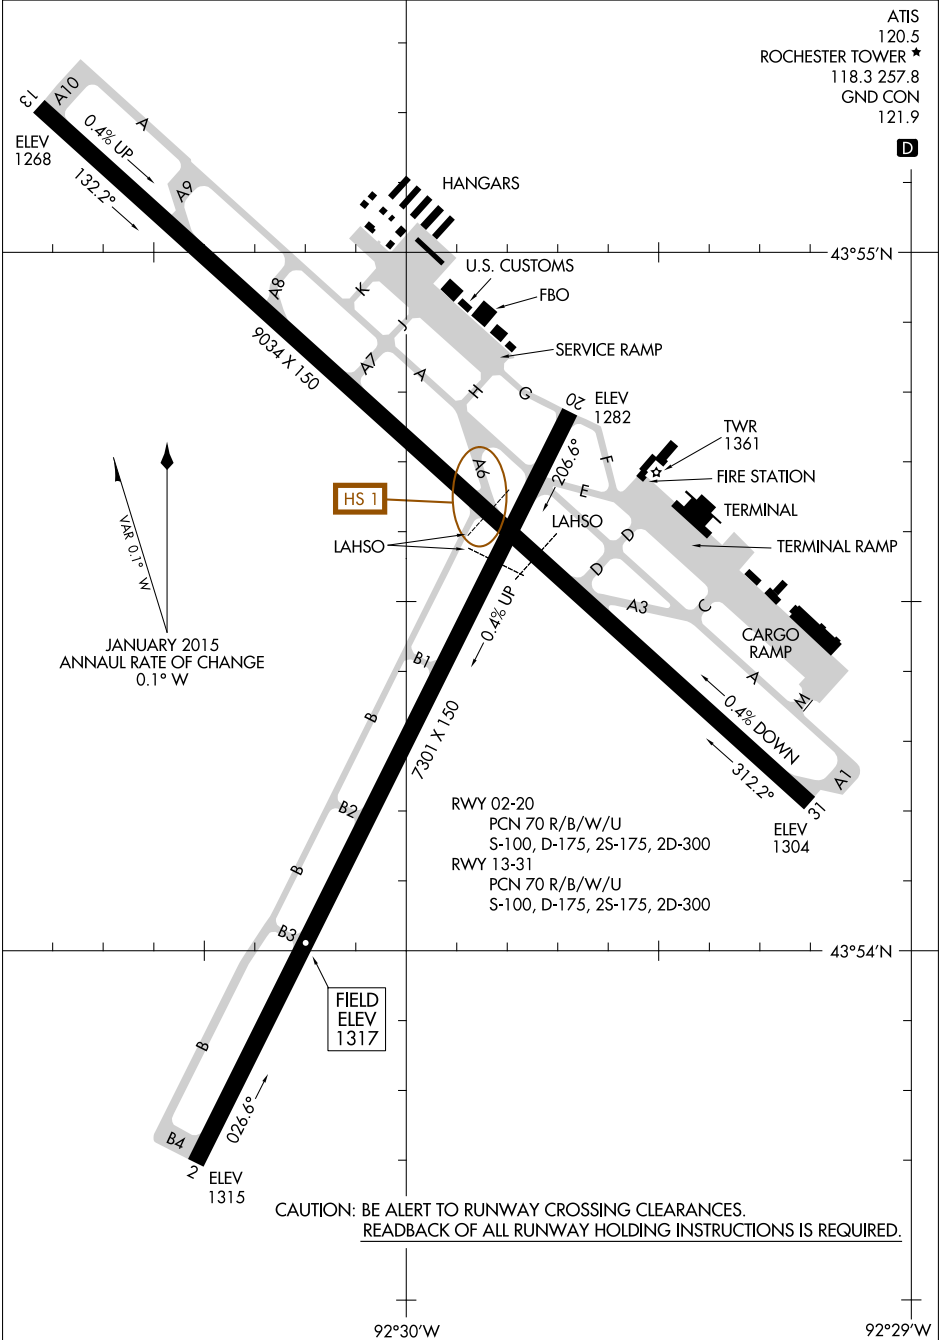 ATIS
120.5
ROCHESTER TOWER ★
118.3 257.8
GND CON
121.9
D
13
A10
ELEV
1268
0.4% UP
132.2°
A
A9
HANGARS
43°55'N
U.S. CUSTOMS
FBO
A8
K
J
SERVICE RAMP
9034 X 150
A7
A
H
G
20
ELEV
1282
TWR
1361
206.6°
F
FIRE STATION
A6
HS 1
E
TERMINAL
LAHSO
LAHSO
D
TERMINAL RAMP
VAR 0.1° W
D
A3
C
0.4% UP
CARGO
RAMP
JANUARY 2015
ANNAUL RATE OF CHANGE
0.1° W
B1
A
M
B
7301 X 150
0.4% DOWN
312.2°
A1
31
ELEV
1304
B2
RWY 02-20
PCN 70 R/B/W/U
S-100, D-175, 2S-175, 2D-300
RWY 13-31
PCN 70 R/B/W/U
S-100, D-175, 2S-175, 2D-300
B
B3
43°54'N
FIELD
ELEV
1317
B
026.6°
B4
2
ELEV
1315
CAUTION: BE ALERT TO RUNWAY CROSSING CLEARANCES.
READBACK OF ALL RUNWAY HOLDING INSTRUCTIONS IS REQUIRED.
92°30'W
92°29'W